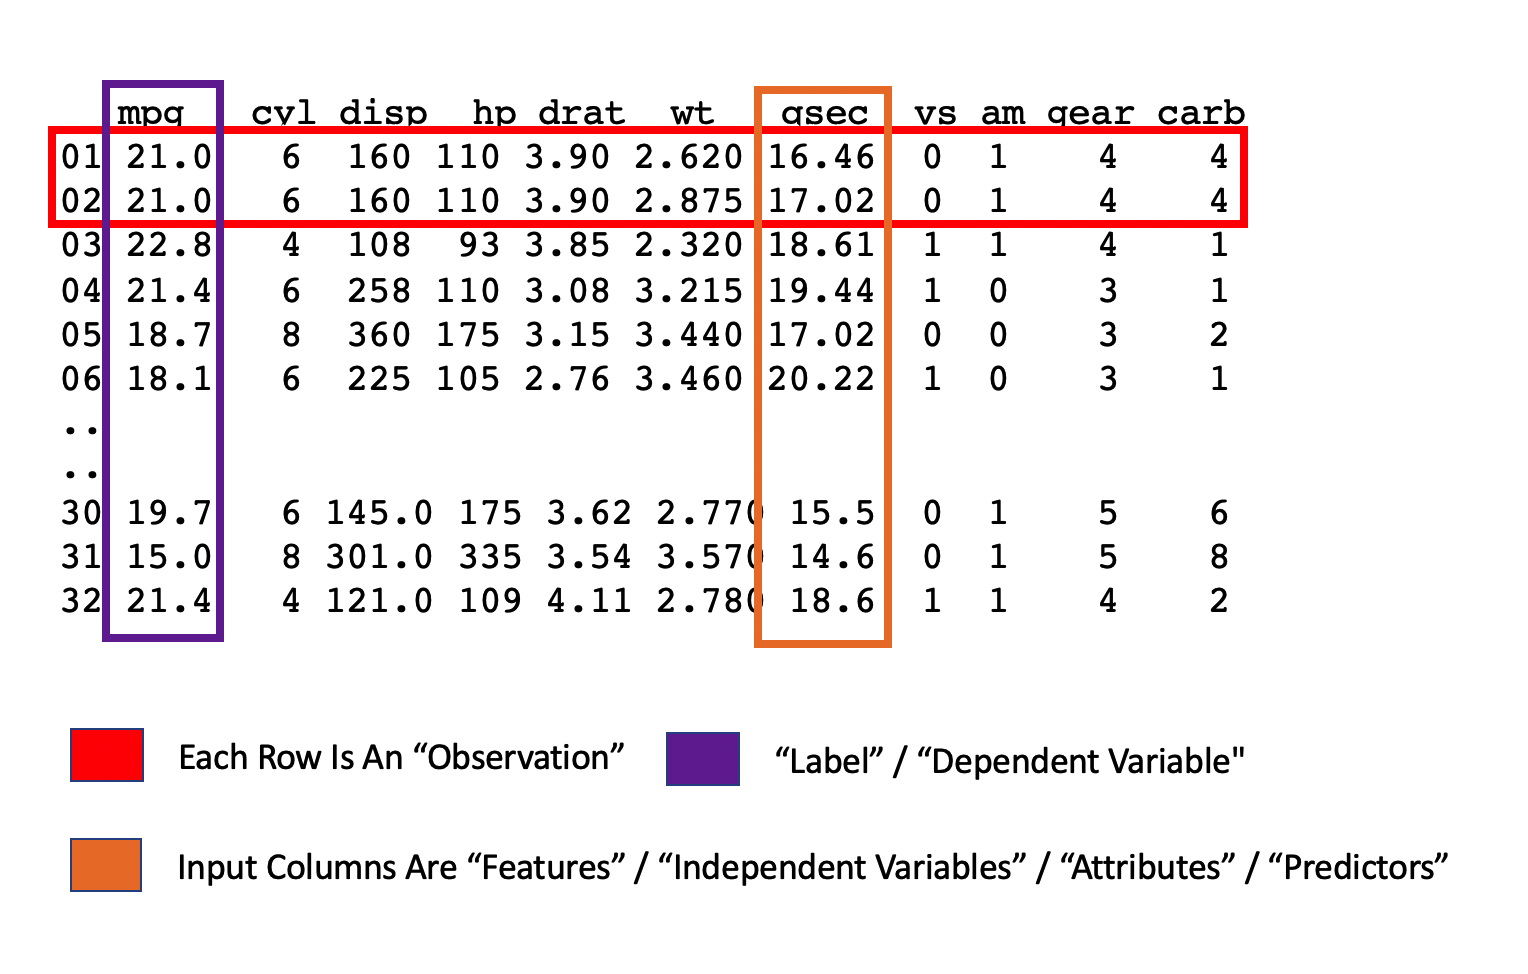 mpg cyl disp hp drat wt qsec vs am gear carb
01 21.0 6 160 110 3.90 2.620 16.46 0 1 4 4
02 21.0 6 160 110 3.90 2.875 17.02 0 1 4 4
03 22.8 4 108 93 3.85 2.320 18.61 1 1 4 1
04 21.4 6 258 110 3.08 3.215 19.44 1 0 3 1
05 18.7 8 360 175 3.15 3.440 17.02 0 0 3 2
06 18.1 6 225 105 2.76 3.460 20.22 1 0 3 1
..
..
30 19.7 6 145.0 175 3.62 2.770 15.5 0 1 5 6
31 15.0 8 301.0 335 3.54 3.570 14.6 0 1 5 8
32 21.4 4 121.0 109 4.11 2.780 18.6 1 1 4 2
Each Row Is An “Observation”
“Label” / “Dependent Variable"
Input Columns Are “Features” / “Independent Variables” / “Attributes” / “Predictors”